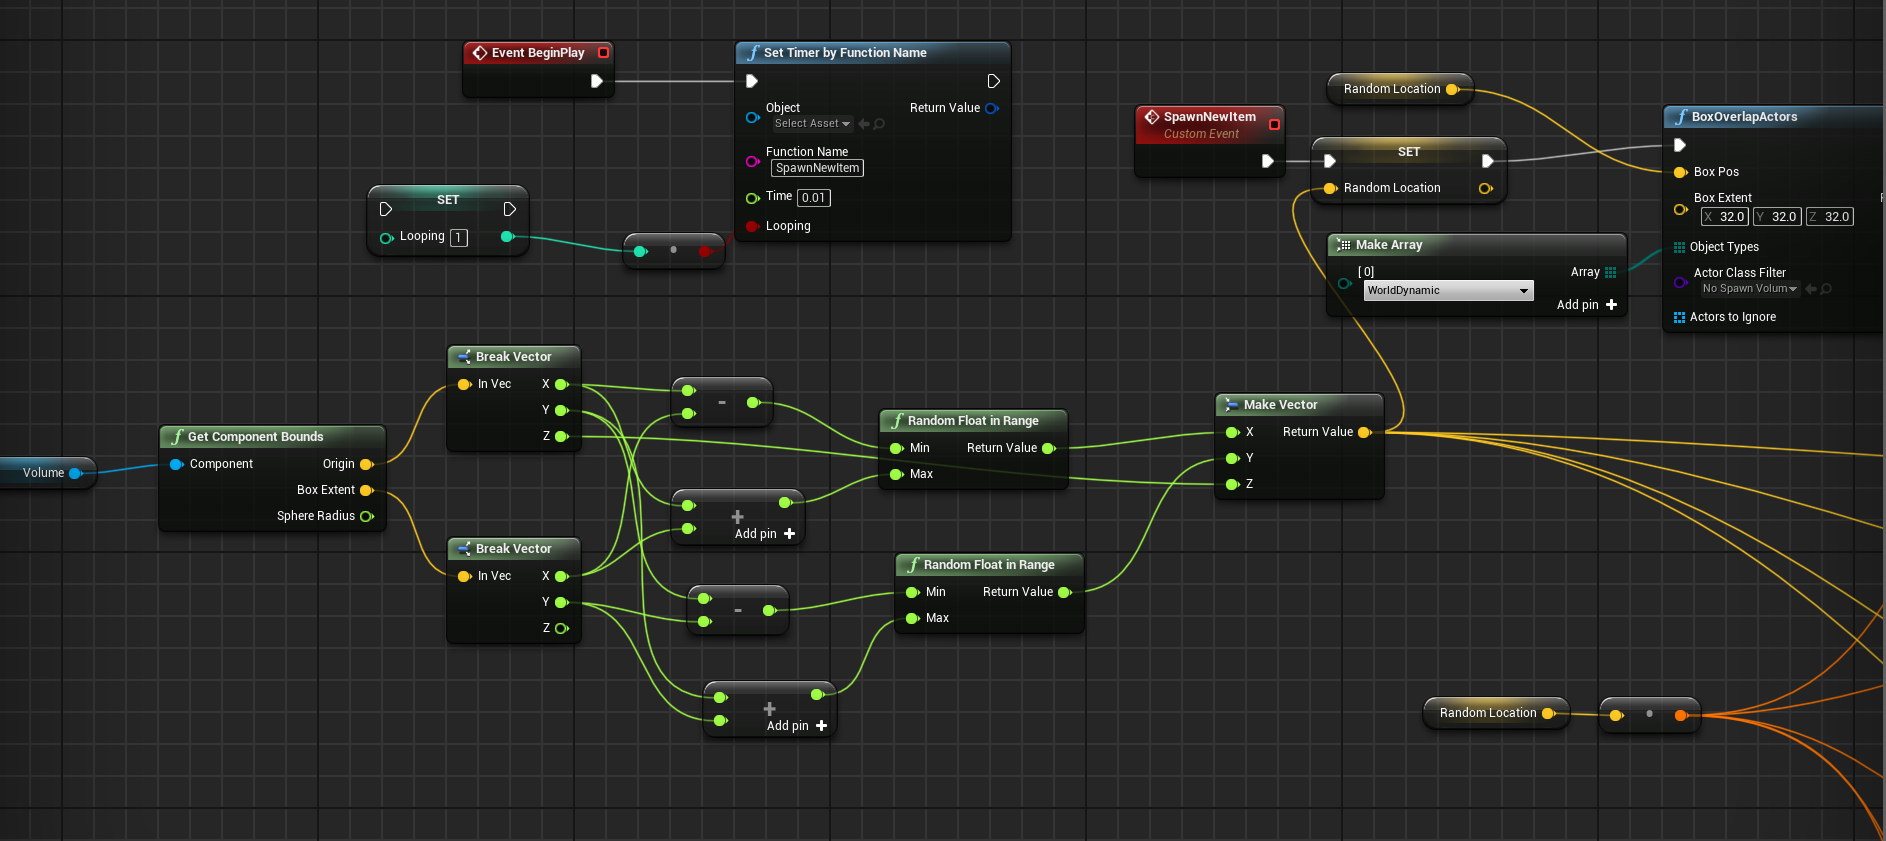 Event BeginPlay
Set Timer by Function Name
Object
Select Asset
Return Value
Function Name
SpawnNewItem
Time 0.01
Looping
SET
Looping 1
SpawnNewItem
Custom Event
Random Location
SET
Random Location
BoxOverlapActors
Box Pos
Box Extent
X 32.0 Y 32.0 Z 32.0
Object Types
Actor Class Filter
No Spawn Volum
Actors to Ignore
Make Array
[ 0]
WorldDynamic
Array
Add pin +
Volume
Get Component Bounds
Component
Origin
Box Extent
Sphere Radius
Break Vector
In Vec
X
Y
Z
Break Vector
In Vec
X
Y
Z
-
+
Add pin +
-
+
Add pin +
Random Float in Range
Min
Return Value
Max
Random Float in Range
Min
Return Value
Max
Make Vector
X
Return Value
Y
Z
Random Location